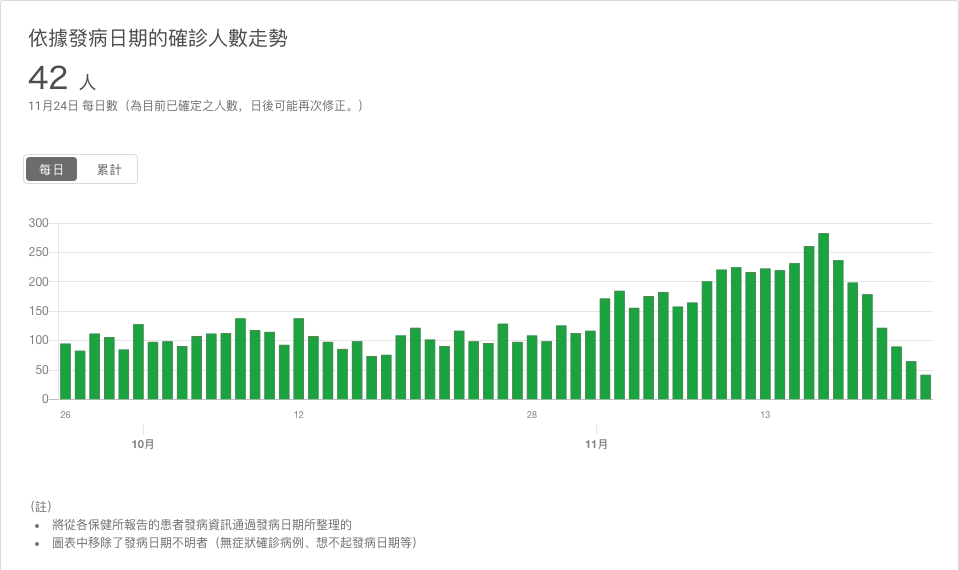 依據發病日期的確診人數走勢
42 人
11月24日 每日數（為目前已確定之人數，日後可能再次修正。）
每日 累計
300
250
200
150
100
50
0
26 12 28 13
10月 11月
（註）
• 將從各保健所報告的患者發病資訊通過發病日期所整理的
• 圖表中移除了發病日期不明者（無症狀確診病例、想不起發病日期等）